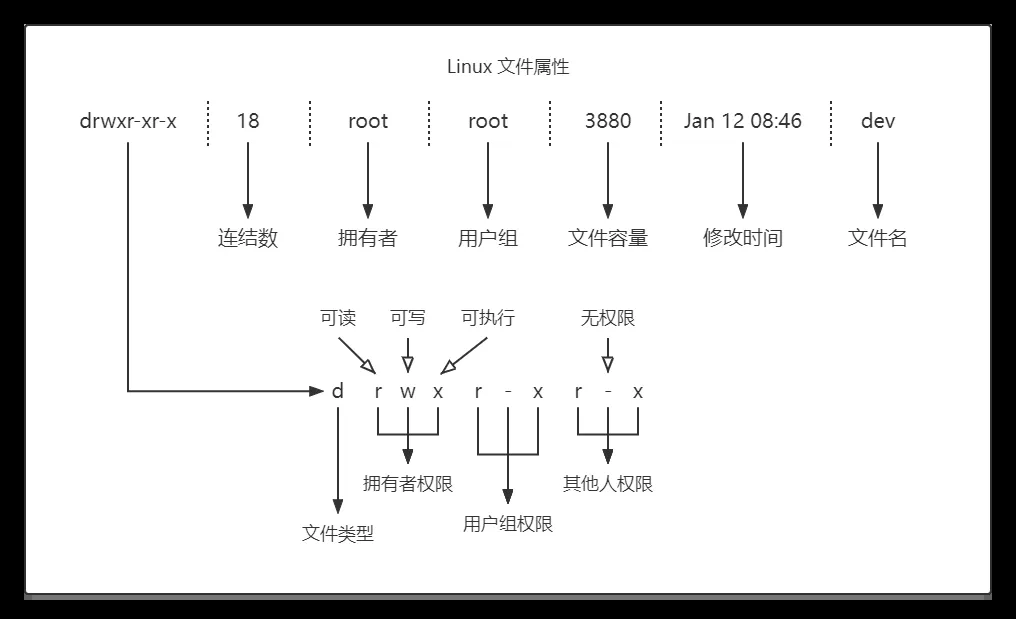 Linux 文件属性
drwxr-xr-x 18 root root 3880 Jan 12 08:46 dev
连结数 拥有者 用户组 文件容量 修改时间 文件名
可读 可写 可执行 无权限
d r w x r - x r - x
拥有者权限 其他人权限
用户组权限
文件类型